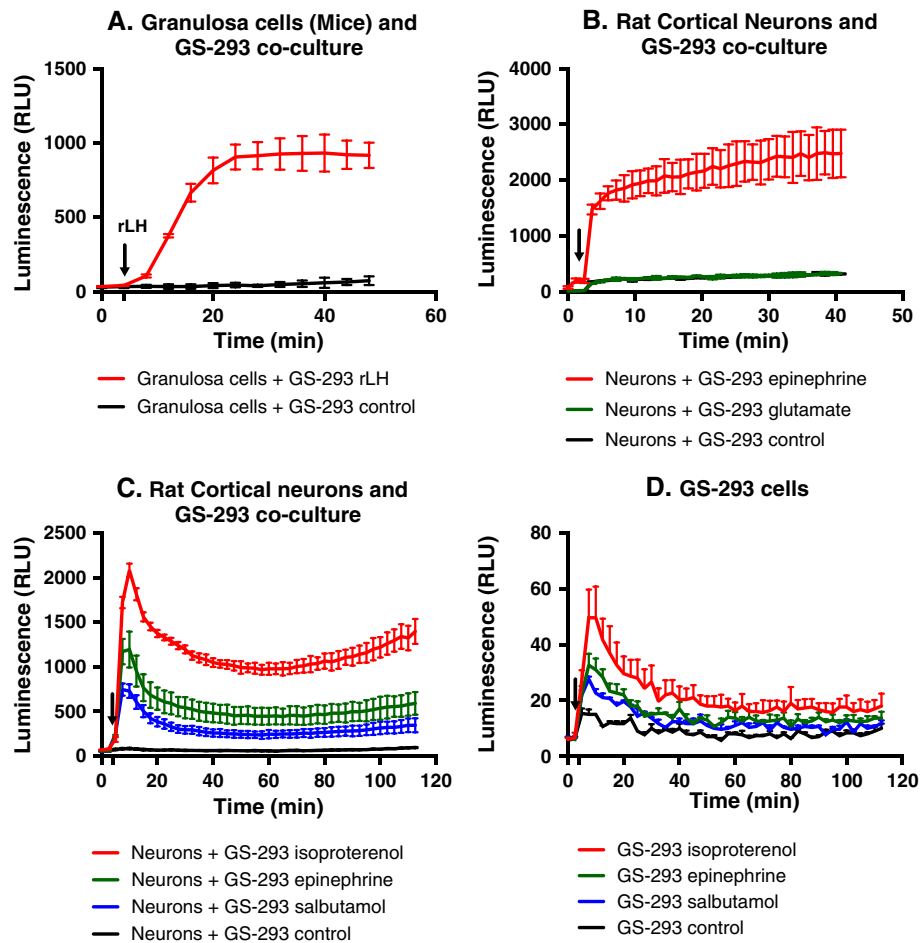 A. Granulosa cells (Mice) and
GS-293 co-culture
Luminescence (RLU)
1500
1000
500
0
rLH
0 20 40 60
Time (min)
Granulosa cells + GS-293 rLH
Granulosa cells + GS-293 control
B. Rat Cortical Neurons and
GS-293 co-culture
Luminescence (RLU)
4000
3000
2000
1000
0
0 10 20 30 40 50
Time (min)
Neurons + GS-293 epinephrine
Neurons + GS-293 glutamate
Neurons + GS-293 control
C. Rat Cortical neurons and
GS-293 co-culture
Luminescence (RLU)
2500
2000
1500
1000
500
0
0 20 40 60 80 100 120
Time (min)
Neurons + GS-293 isoproterenol
Neurons + GS-293 epinephrine
Neurons + GS-293 salbutamol
Neurons + GS-293 control
D. GS-293 cells
Luminescence (RLU)
80
60
40
20
0
0 20 40 60 80 100 120
Time (min)
GS-293 isoproterenol
GS-293 epinephrine
GS-293 salbutamol
GS-293 control